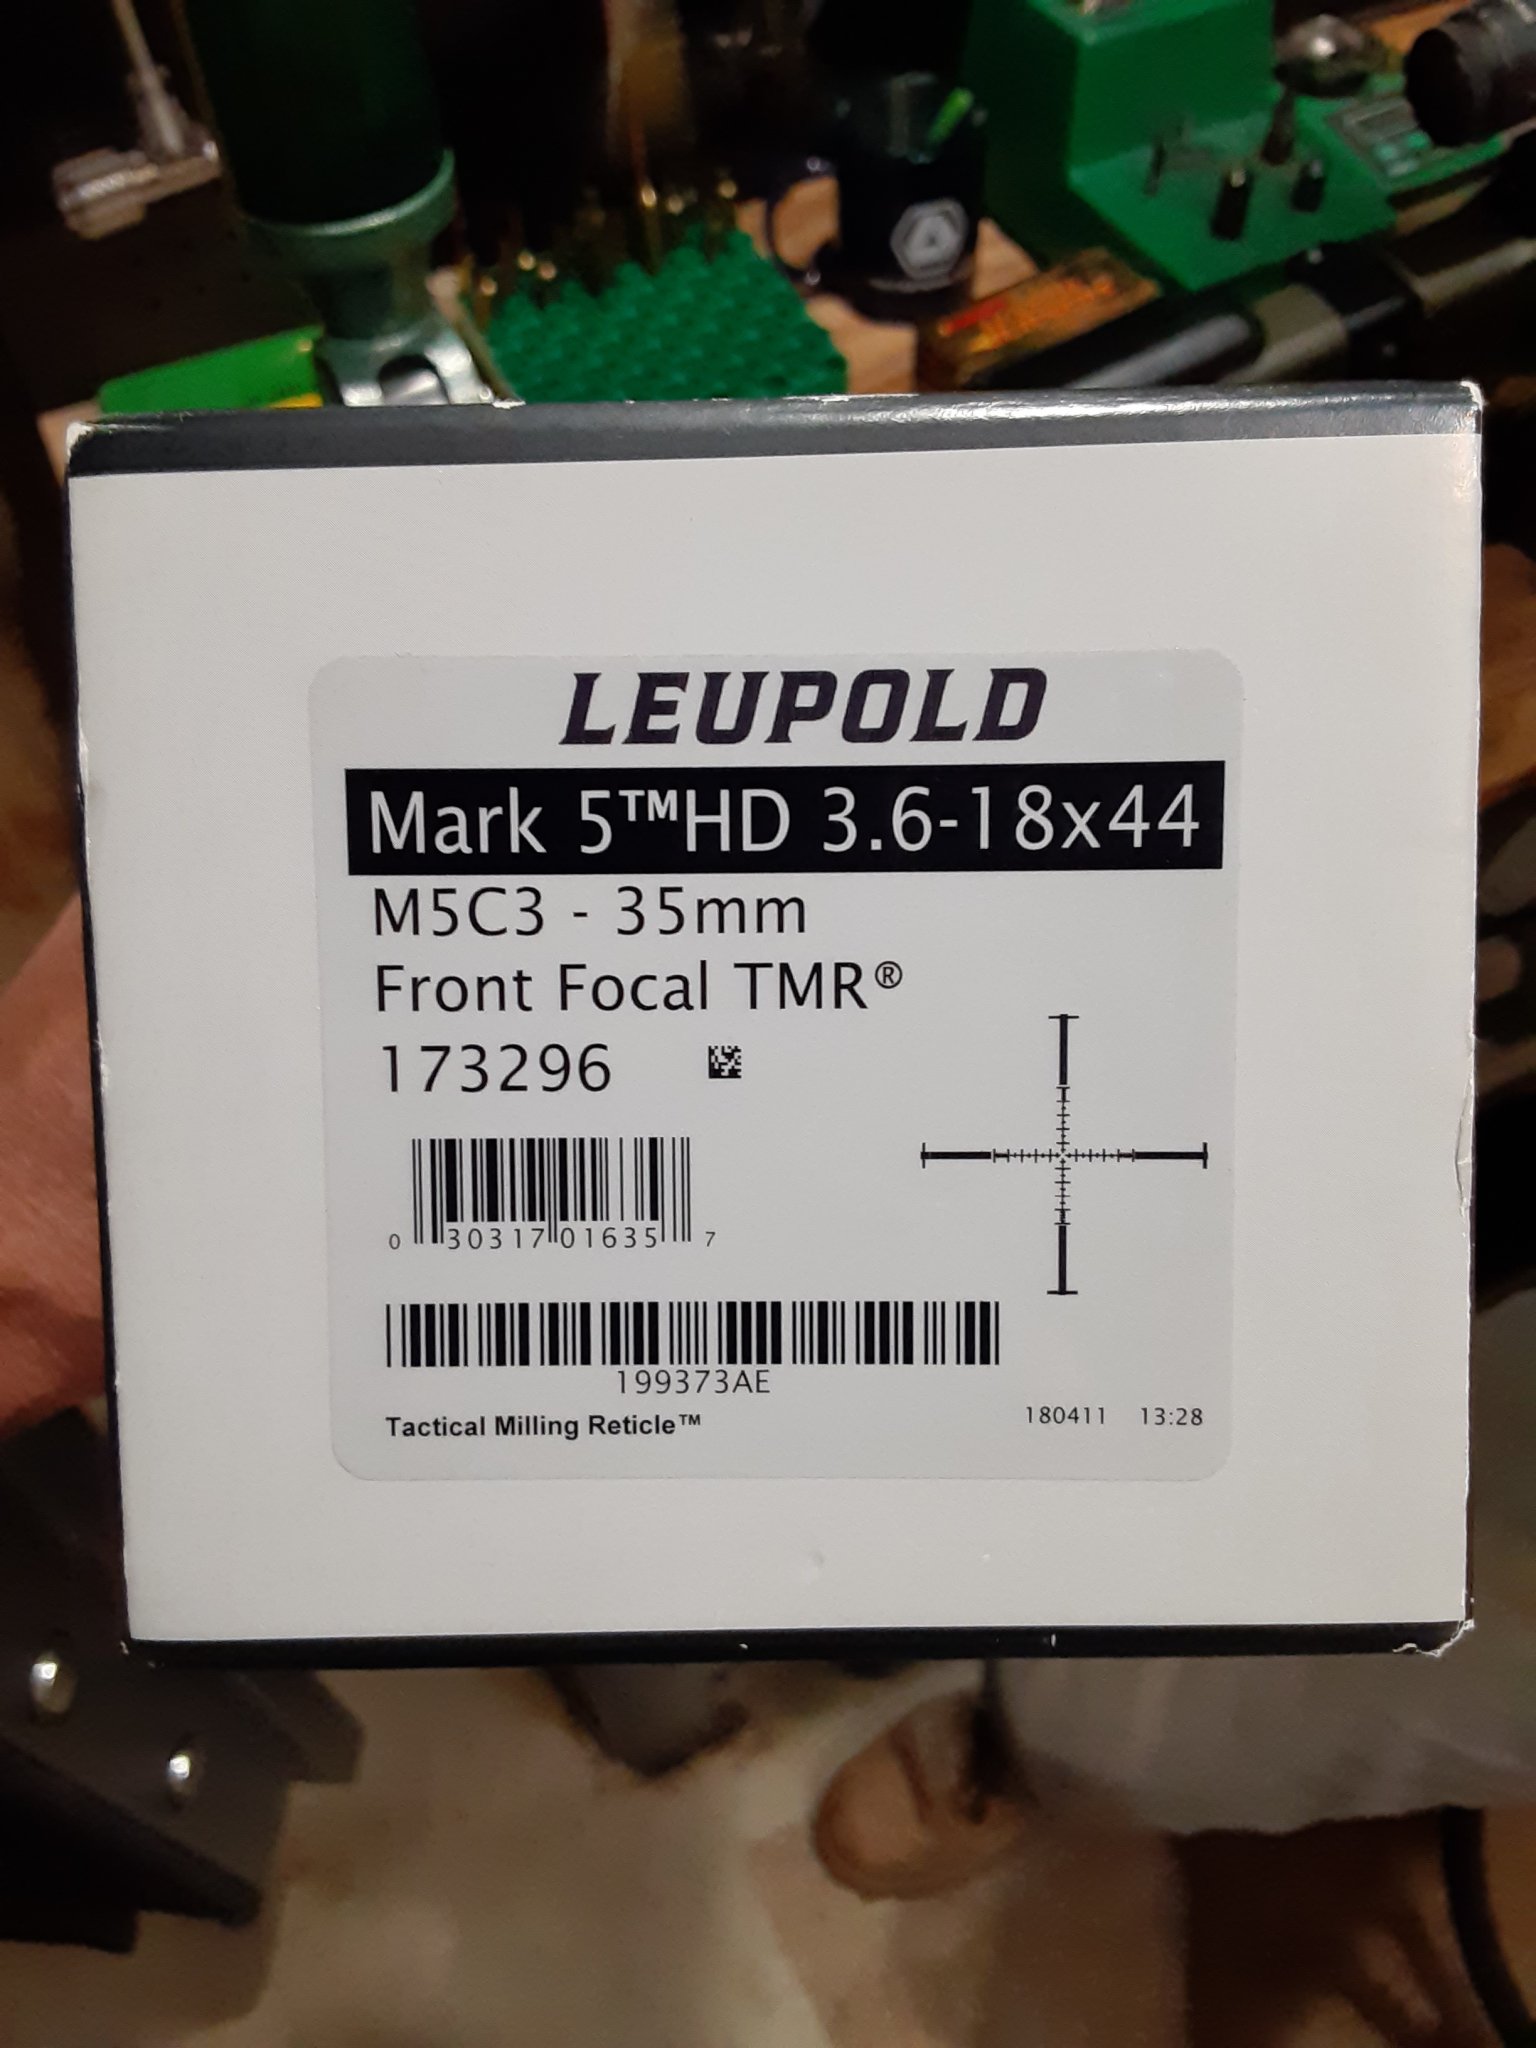 LEUPOLD
Mark 5™HD 3.6-18x44
M5C3 - 35mm
Front Focal TMR®
173296
0 30317 01635 7
199373AE
Tactical Milling Reticle™
180411 13:28